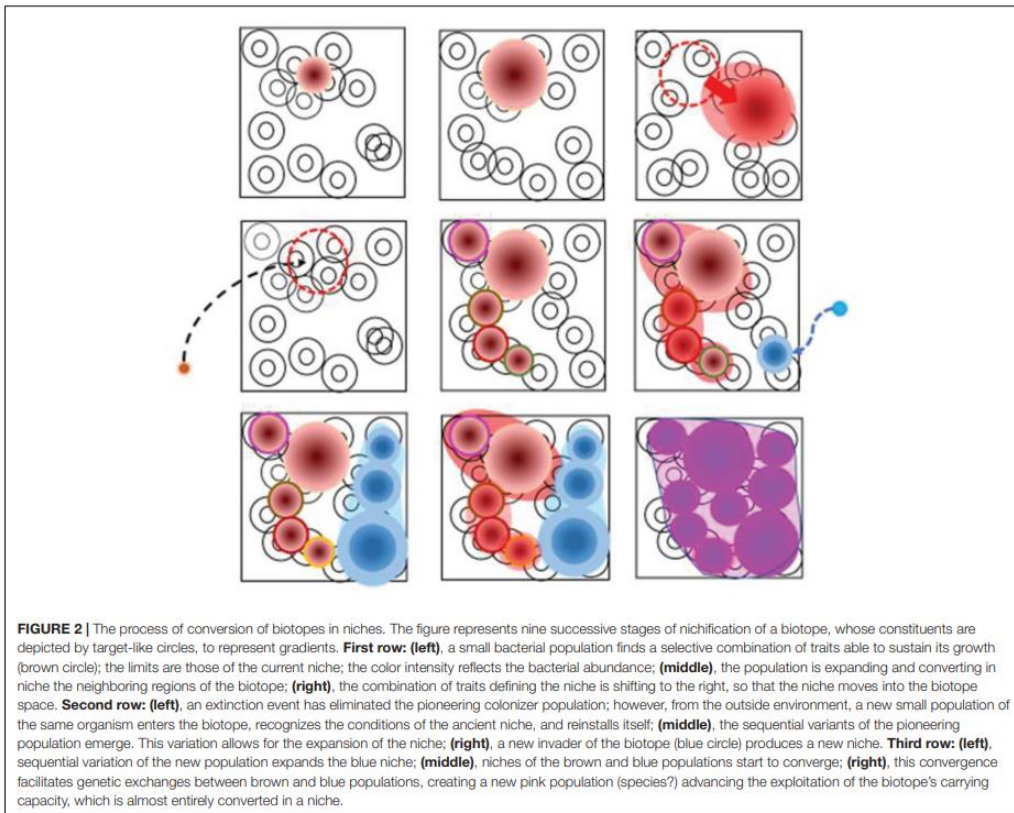 FIGURE 2 | The process of conversion of biotopes in niches. The figure represents nine successive stages of nichification of a biotope, whose constituents are
depicted by target-like circles, to represent gradients. First row: (left), a small bacterial population finds a selective combination of traits able to sustain its growth
(brown circle); the limits are those of the current niche; the color intensity reflects the bacterial abundance; (middle), the population is expanding and converting in
niche the neighboring regions of the biotope; (right), the combination of traits defining the niche is shifting to the right, so that the niche moves into the biotope
space. Second row: (left), an extinction event has eliminated the pioneering colonizer population; however, from the outside environment, a new small population of
the same organism enters the biotope, recognizes the conditions of the ancient niche, and reinstalls itself; (middle), the sequential variants of the pioneering
population emerge. This variation allows for the expansion of the niche; (right), a new invader of the biotope (blue circle) produces a new niche. Third row: (left),
sequential variation of the new population expands the blue niche; (middle), niches of the brown and blue populations start to converge; (right), this convergence
facilitates genetic exchanges between brown and blue populations, creating a new pink population (species?) advancing the exploitation of the biotope's carrying
capacity, which is almost entirely converted in a niche.